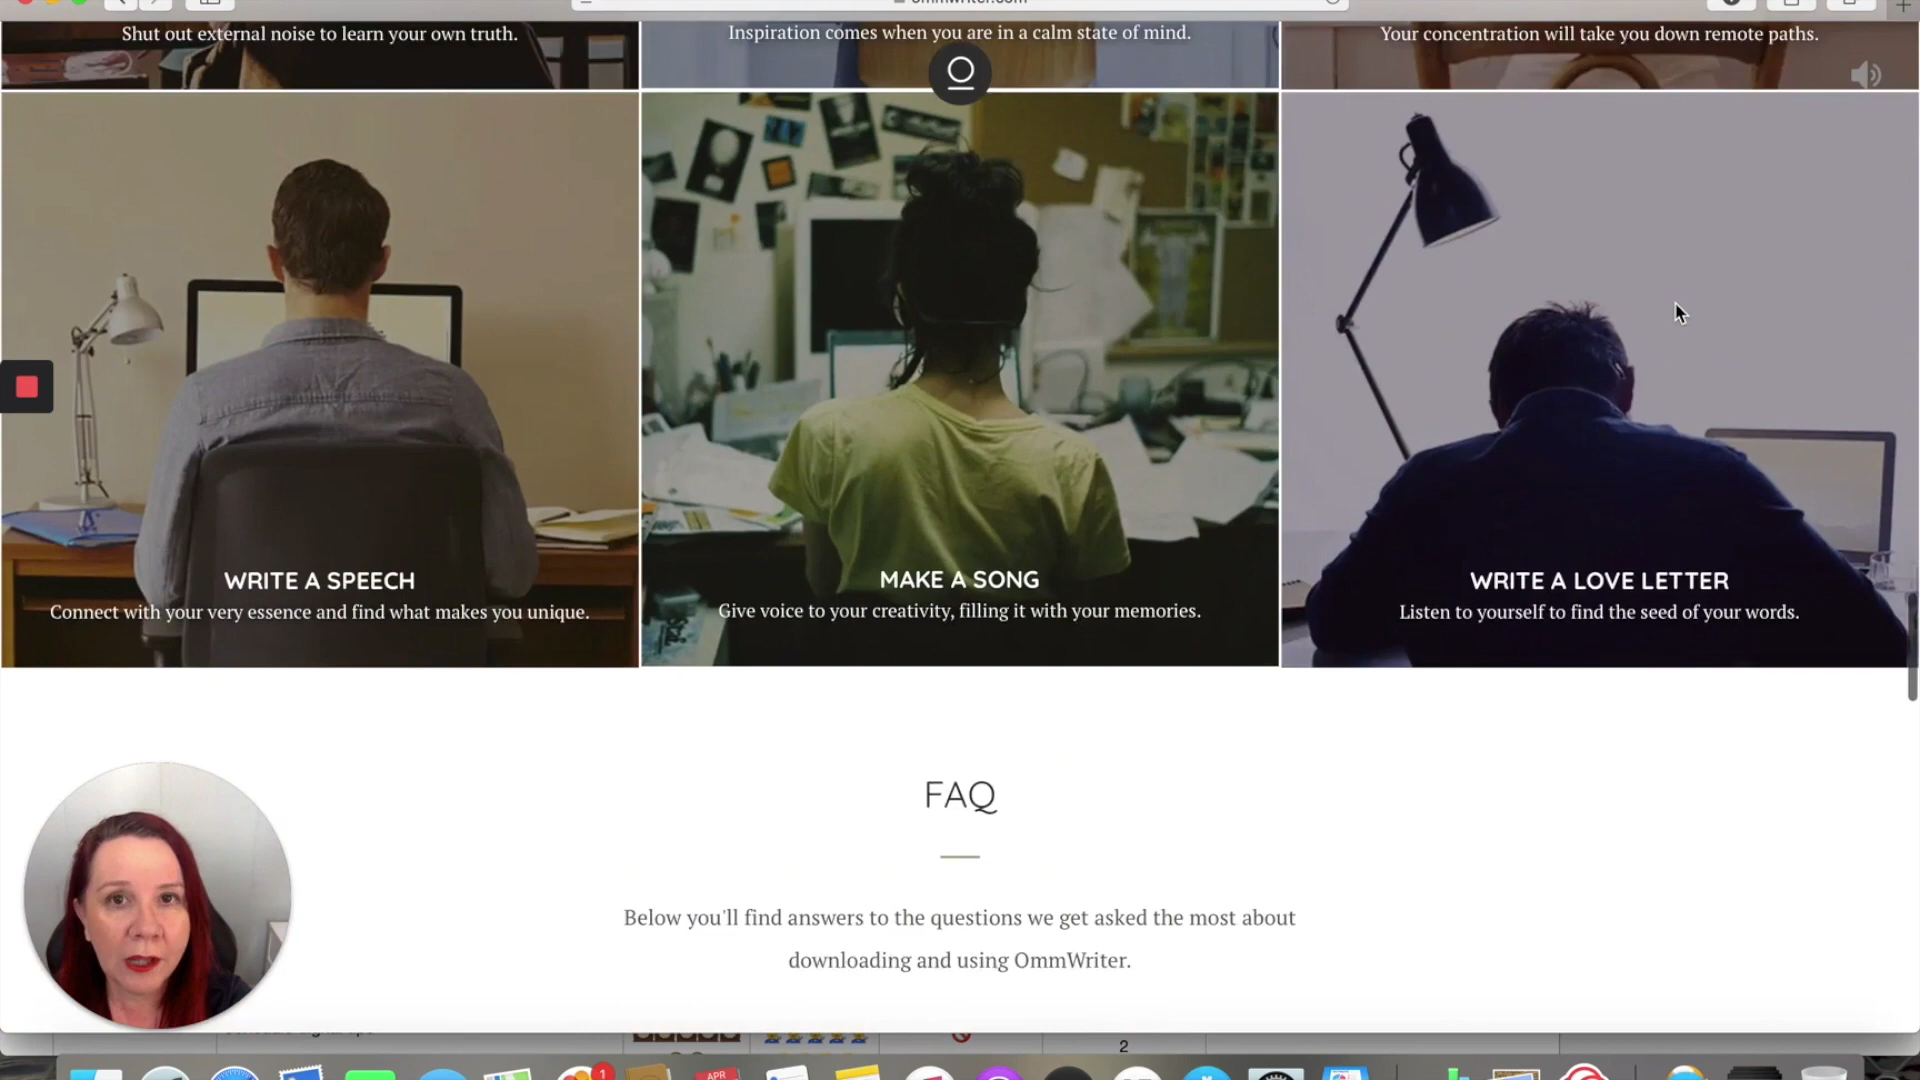 ommwriter.com
Shut out external noise to learn your own truth.
Inspiration comes when you are in a calm state of mind.
Your concentration will take you down remote paths.
WRITE A SPEECH
Connect with your very essence and find what makes you unique.
MAKE A SONG
Give voice to your creativity, filling it with your memories.
WRITE A LOVE LETTER
Listen to yourself to find the seed of your words.
FAQ
Below you'll find answers to the questions we get asked the most about
downloading and using OmmWriter.
2
1
APR